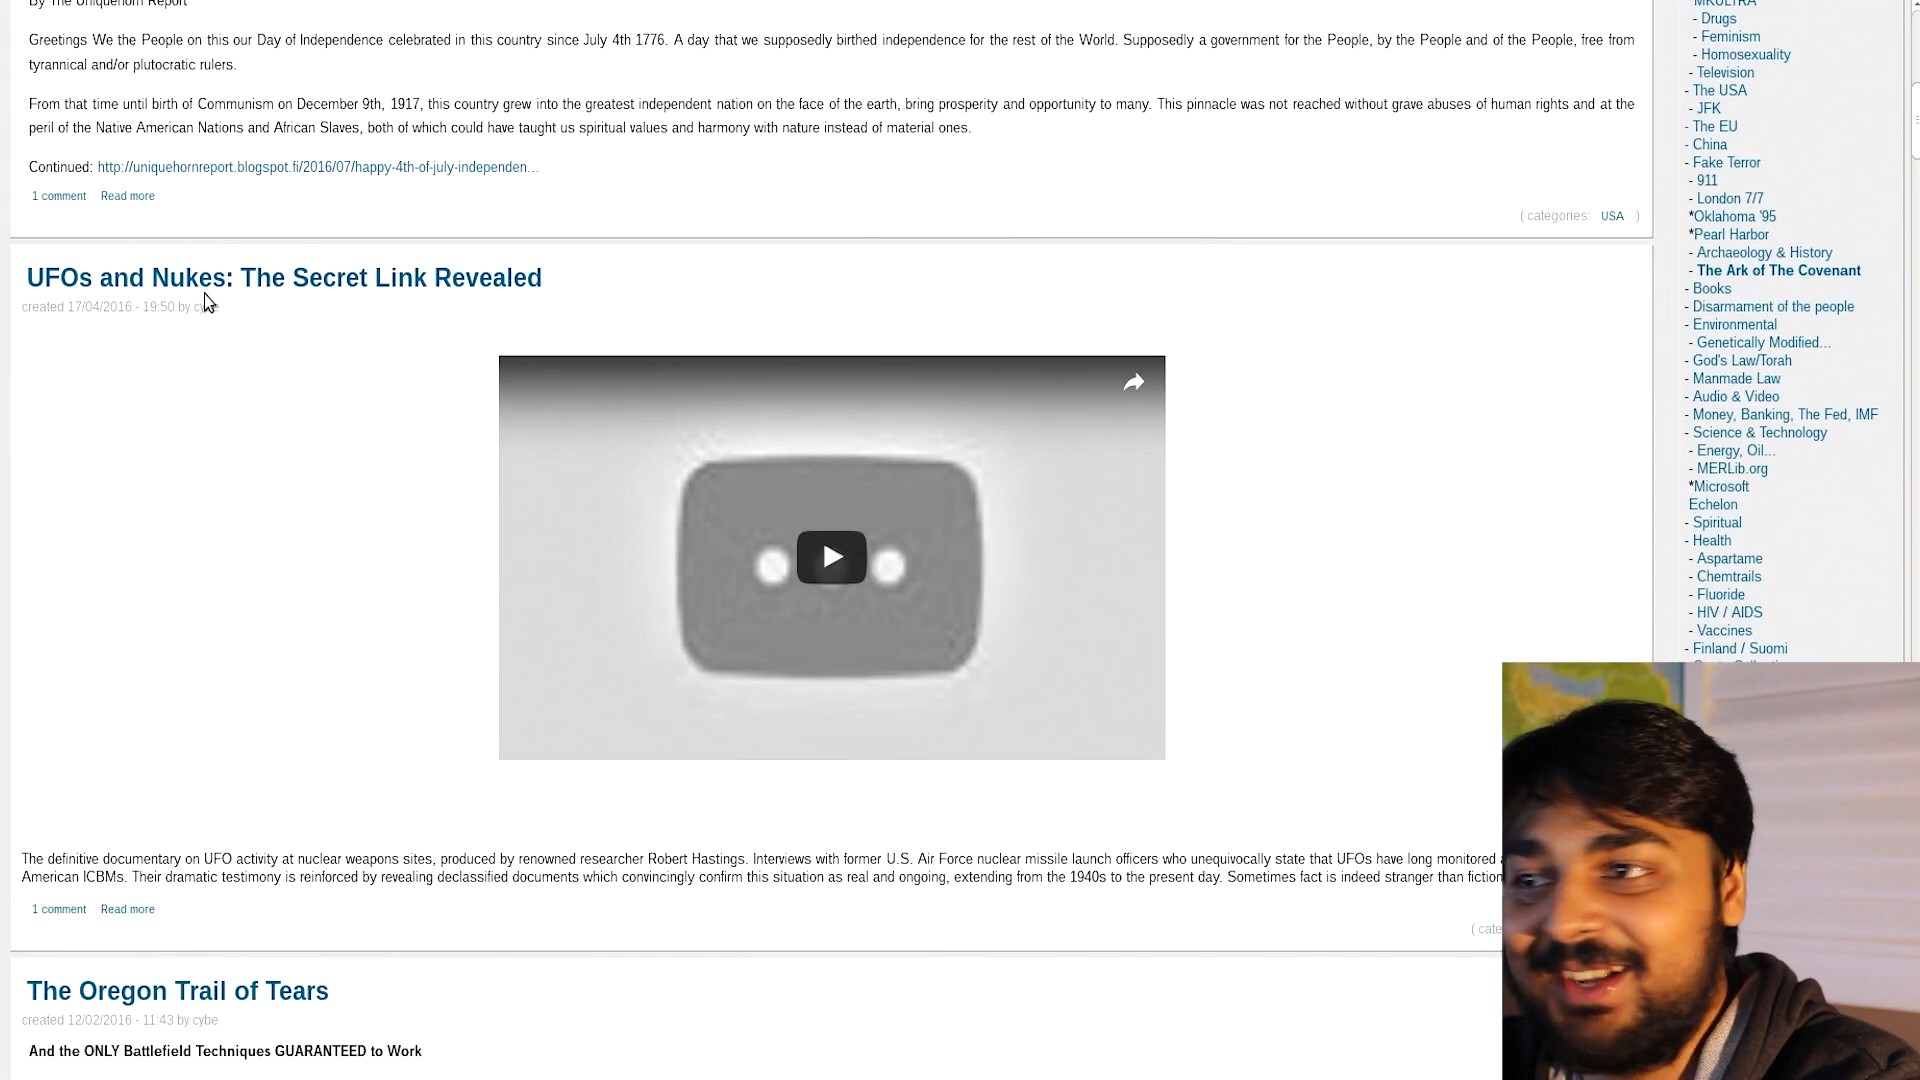 By The Uniquehorn Report
Greetings We the People on this our Day of Independence celebrated in this country since July 4th 1776. A day that we supposedly birthed independence for the rest of the World. Supposedly a government for the People, by the People and of the People, free from
tyrannical and/or plutocratic rulers.
From that time until birth of Communism on December 9th, 1917, this country grew into the greatest independent nation on the face of the earth, bring prosperity and opportunity to many. This pinnacle was not reached without grave abuses of human rights and at the
peril of the Native American Nations and African Slaves, both of which could have taught us spiritual values and harmony with nature instead of material ones.
Continued: http://uniquehornreport.blogspot.fi/2016/07/happy-4th-of-july-independen...
1 comment Read more
( categories: USA )
UFOs and Nukes: The Secret Link Revealed
created 17/04/2016 - 19:50 by cybe
The definitive documentary on UFO activity at nuclear weapons sites, produced by renowned researcher Robert Hastings. Interviews with former U.S. Air Force nuclear missile launch officers who unequivocally state that UFOs have long monitored
American ICBMs. Their dramatic testimony is reinforced by revealing declassified documents which convincingly confirm this situation as real and ongoing, extending from the 1940s to the present day. Sometimes fact is indeed stranger than fiction
1 comment Read more
( cate
The Oregon Trail of Tears
created 12/02/2016 - 11:43 by cybe
And the ONLY Battlefield Techniques GUARANTEED to Work
MKULTRA
- Drugs
- Feminism
- Homosexuality
- Television
- The USA
- JFK
- The EU
- China
- Fake Terror
- 911
- London 7/7
*Oklahoma '95
*Pearl Harbor
- Archaeology & History
- The Ark of The Covenant
- Books
- Disarmament of the people
- Environmental
- Genetically Modified...
- God's Law/Torah
- Manmade Law
- Audio & Video
- Money, Banking, The Fed, IMF
- Science & Technology
- Energy, Oil...
- MERLib.org
*Microsoft
Echelon
- Spiritual
- Health
- Aspartame
- Chemtrails
- Fluoride
- HIV / AIDS
- Vaccines
- Finland / Suomi